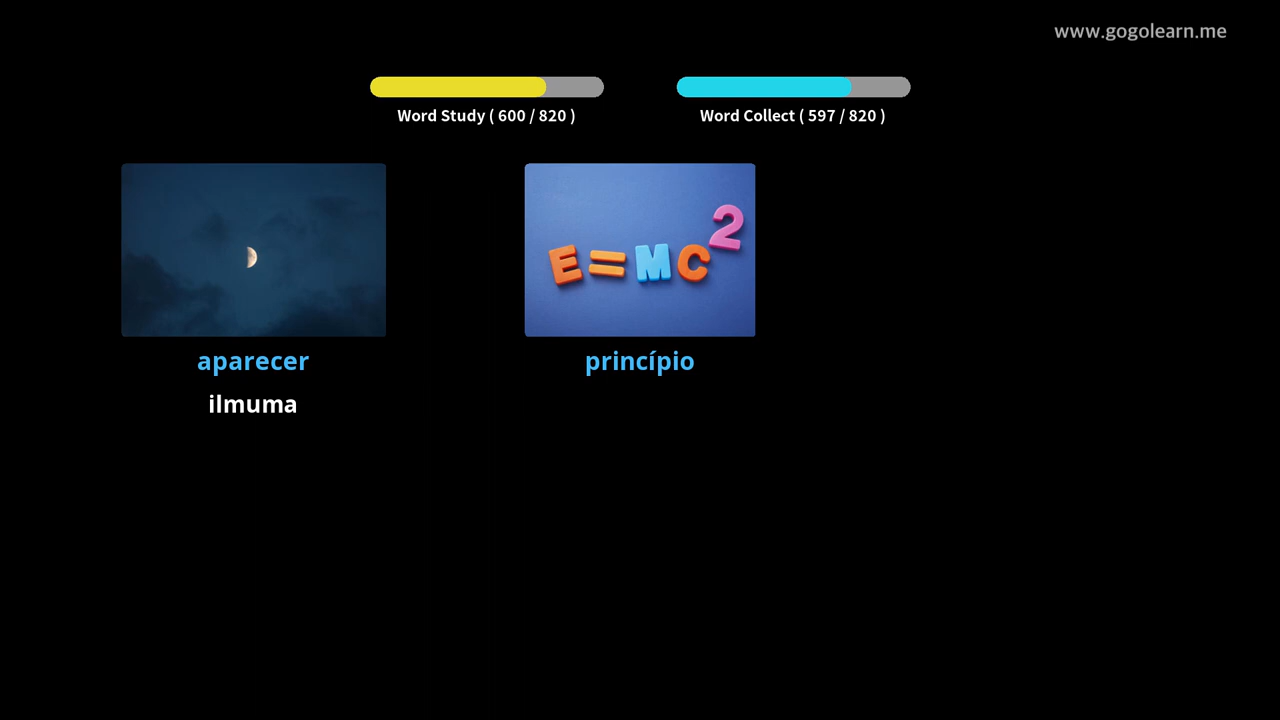 www.gogolearn.me
Word Study ( 600 / 820 )
Word Collect ( 597 / 820 )
E=MC2
aparecer
princípio
ilmuma